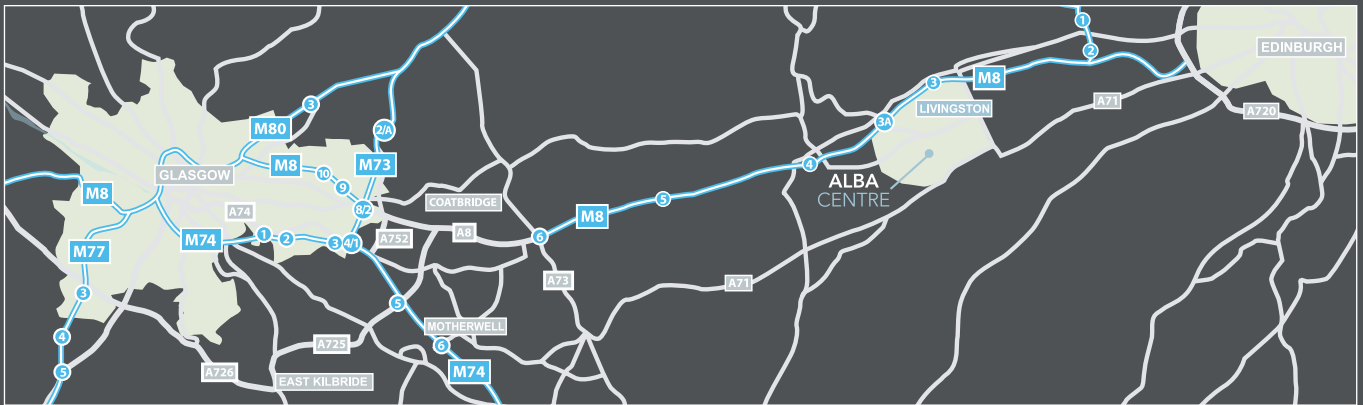 1
2
EDINBURGH
M8
3
LIVINGSTON
A71
A720
3
M80
3A
2/A
M8
M73
4
GLASGOW
10
9
ALBA
CENTRE
M8
8/2
5
COATBRIDGE
A74
M8
M74
1
2
3
4/1
A752
A8
6
M77
A73
A71
3
5
4
MOTHERWELL
A725
6
5
A726
M74
EAST KILBRIDE